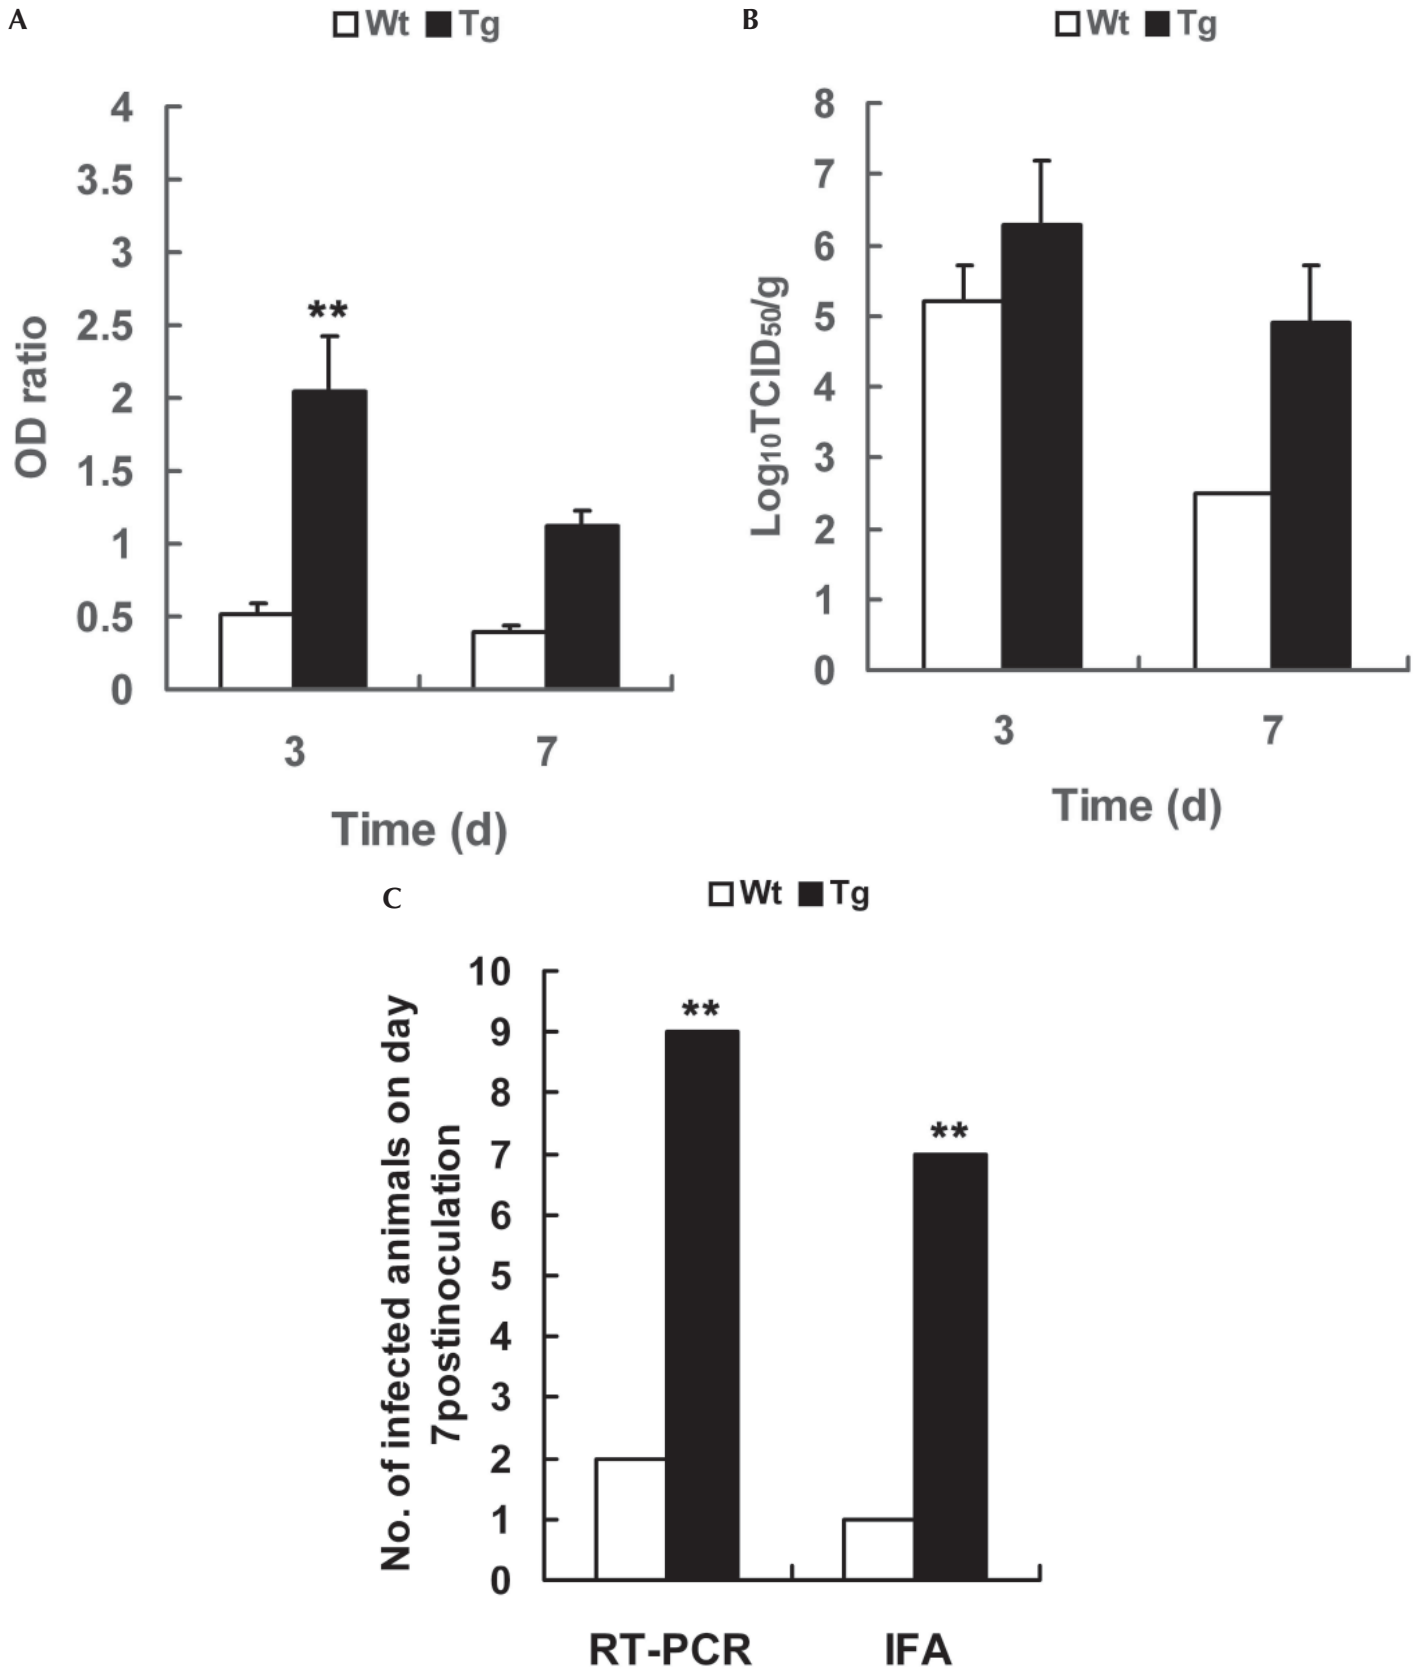 A
Wt Tg
4
3.5
3
2.5
2
1.5
1
0.5
0
OD ratio
**
3 7
Time (d)
B
Wt Tg
8
7
6
5
4
3
2
1
0
Log10TCID50/g
3 7
Time (d)
C
Wt Tg
10
9
8
7
6
5
4
3
2
1
0
No. of infected animals on day
7postinoculation
**
**
RT-PCR IFA